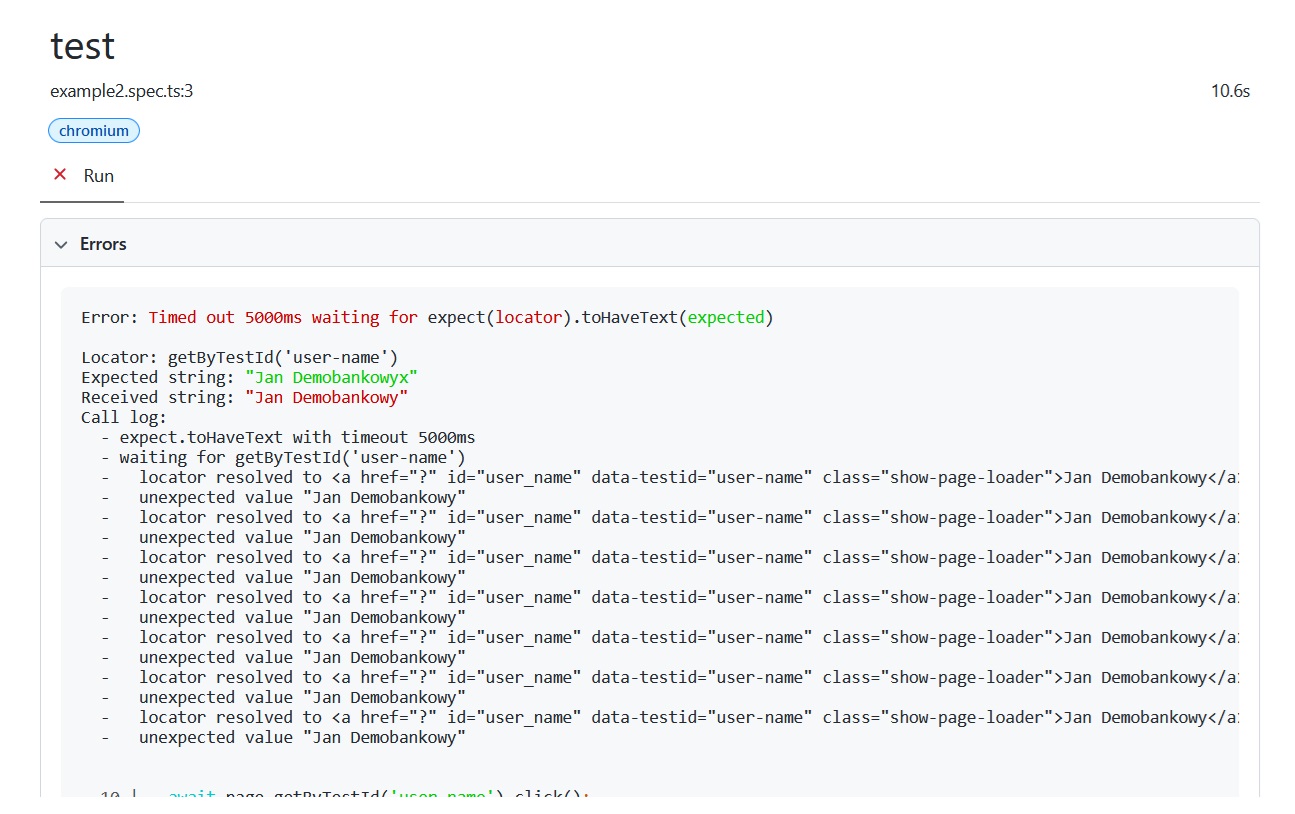 test
example2.spec.ts:3 10.6s
chromium
✕ Run
Errors
Error: Timed out 5000ms waiting for expect(locator).toHaveText(expected)
Locator: getByTestId('user-name')
Expected string: "Jan Demobankowyx"
Received string: "Jan Demobankowy"
Call log:
- expect.toHaveText with timeout 5000ms
- waiting for getByTestId('user-name')
-   locator resolved to <a href="?" id="user_name" data-testid="user-name" class="show-page-loader">Jan Demobankowy</a>
-   unexpected value "Jan Demobankowy"
-   locator resolved to <a href="?" id="user_name" data-testid="user-name" class="show-page-loader">Jan Demobankowy</a>
-   unexpected value "Jan Demobankowy"
-   locator resolved to <a href="?" id="user_name" data-testid="user-name" class="show-page-loader">Jan Demobankowy</a>
-   unexpected value "Jan Demobankowy"
-   locator resolved to <a href="?" id="user_name" data-testid="user-name" class="show-page-loader">Jan Demobankowy</a>
-   unexpected value "Jan Demobankowy"
-   locator resolved to <a href="?" id="user_name" data-testid="user-name" class="show-page-loader">Jan Demobankowy</a>
-   unexpected value "Jan Demobankowy"
-   locator resolved to <a href="?" id="user_name" data-testid="user-name" class="show-page-loader">Jan Demobankowy</a>
-   unexpected value "Jan Demobankowy"
-   locator resolved to <a href="?" id="user_name" data-testid="user-name" class="show-page-loader">Jan Demobankowy</a>
-   unexpected value "Jan Demobankowy"
10 |   await page.getByTestId('user-name').click();